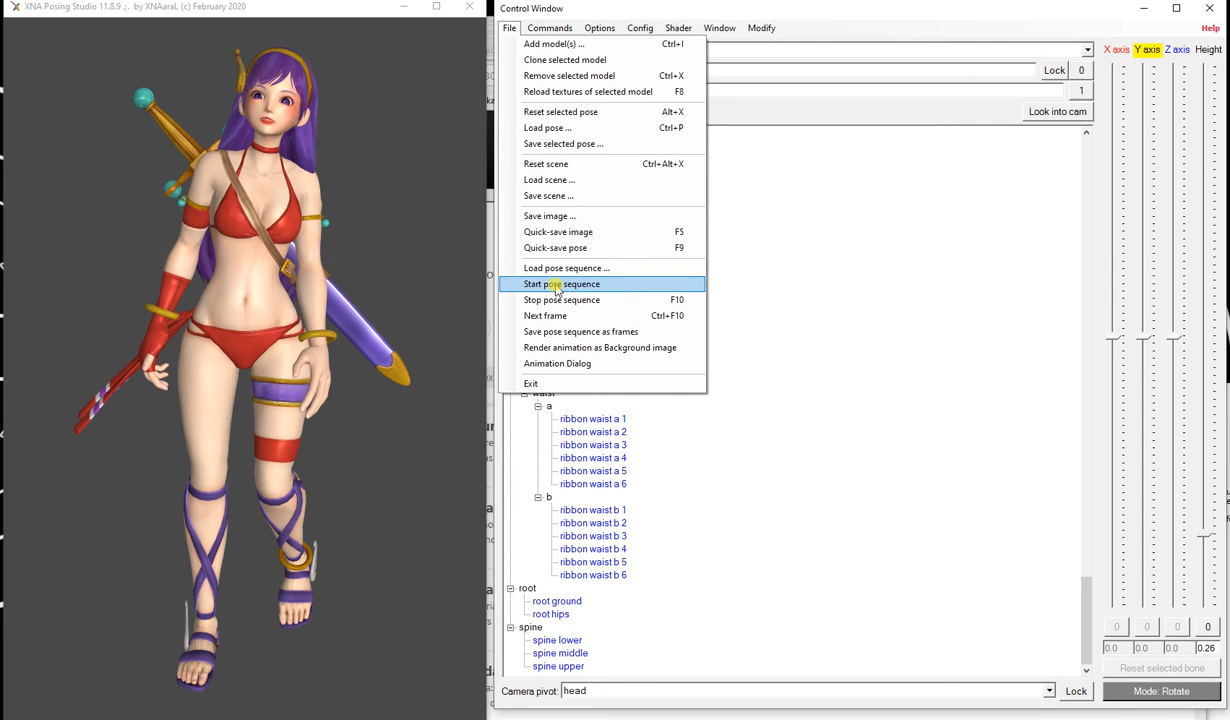 XNA Posing Studio 11.8.9 .;. by XNAaraL (c) February 2020
Control Window
File Commands Options Config Shader Window Modify Help
Add model(s) ... Ctrl+I
Clone selected model
Remove selected model Ctrl+X
Reload textures of selected model F8
Reset selected pose Alt+X
Load pose ... Ctrl+P
Save selected pose ...
Reset scene Ctrl+Alt+X
Load scene ...
Save scene ...
Save image ...
Quick-save image F5
Quick-save pose F9
Load pose sequence ...
Start pose sequence
Stop pose sequence F10
Next frame Ctrl+F10
Save pose sequence as frames
Render animation as Background image
Animation Dialog
Exit
X axis Y axis Z axis Height
Lock 0
1
Look into cam
waist
a
ribbon waist a 1
ribbon waist a 2
ribbon waist a 3
ribbon waist a 4
ribbon waist a 5
ribbon waist a 6
b
ribbon waist b 1
ribbon waist b 2
ribbon waist b 3
ribbon waist b 4
ribbon waist b 5
ribbon waist b 6
root
root ground
root hips
spine
spine lower
spine middle
spine upper
0 0 0 0
0.0 0.0 0.0 0.26
Reset selected bone
Camera pivot: head Lock
Mode: Rotate